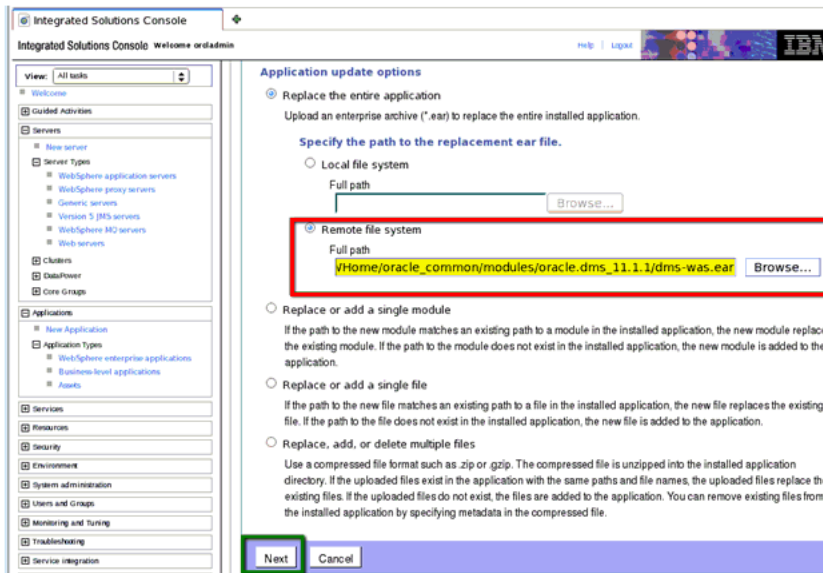 Integrated Solutions Console
Integrated Solutions Console Welcome orcladmin
Help | Logout
IBM
View: All tasks
Welcome
Guided Activities
Servers
New server
Server Types
WebSphere application servers
WebSphere proxy servers
Generic servers
Version 5 JMS servers
WebSphere MQ servers
Web servers
Clusters
DataPower
Core Groups
Applications
New Application
Application Types
WebSphere enterprise applications
Business-level applications
Assets
Services
Resources
Security
Environment
System administration
Users and Groups
Monitoring and Tuning
Troubleshooting
Service integration
Application update options
Replace the entire application
Upload an enterprise archive (*.ear) to replace the entire installed application.
Specify the path to the replacement ear file.
Local file system
Full path
Browse...
Remote file system
Full path
/Home/oracle_common/modules/oracle.dms_11.1.1/dms-was.ear Browse...
Replace or add a single module
If the path to the new module matches an existing path to a module in the installed application, the new module replace
the existing module. If the path to the module does not exist in the installed application, the new module is added to the
application.
Replace or add a single file
If the path to the new file matches an existing path to a file in the installed application, the new file replaces the existing
file. If the path to the file does not exist in the installed application, the new file is added to the application.
Replace, add, or delete multiple files
Use a compressed file format such as .zip or .gzip. The compressed file is unzipped into the installed application
directory. If the uploaded files exist in the application with the same paths and file names, the uploaded files replace the
existing files. If the uploaded files do not exist, the files are added to the application. You can remove existing files from
the installed application by specifying metadata in the compressed file.
Next Cancel